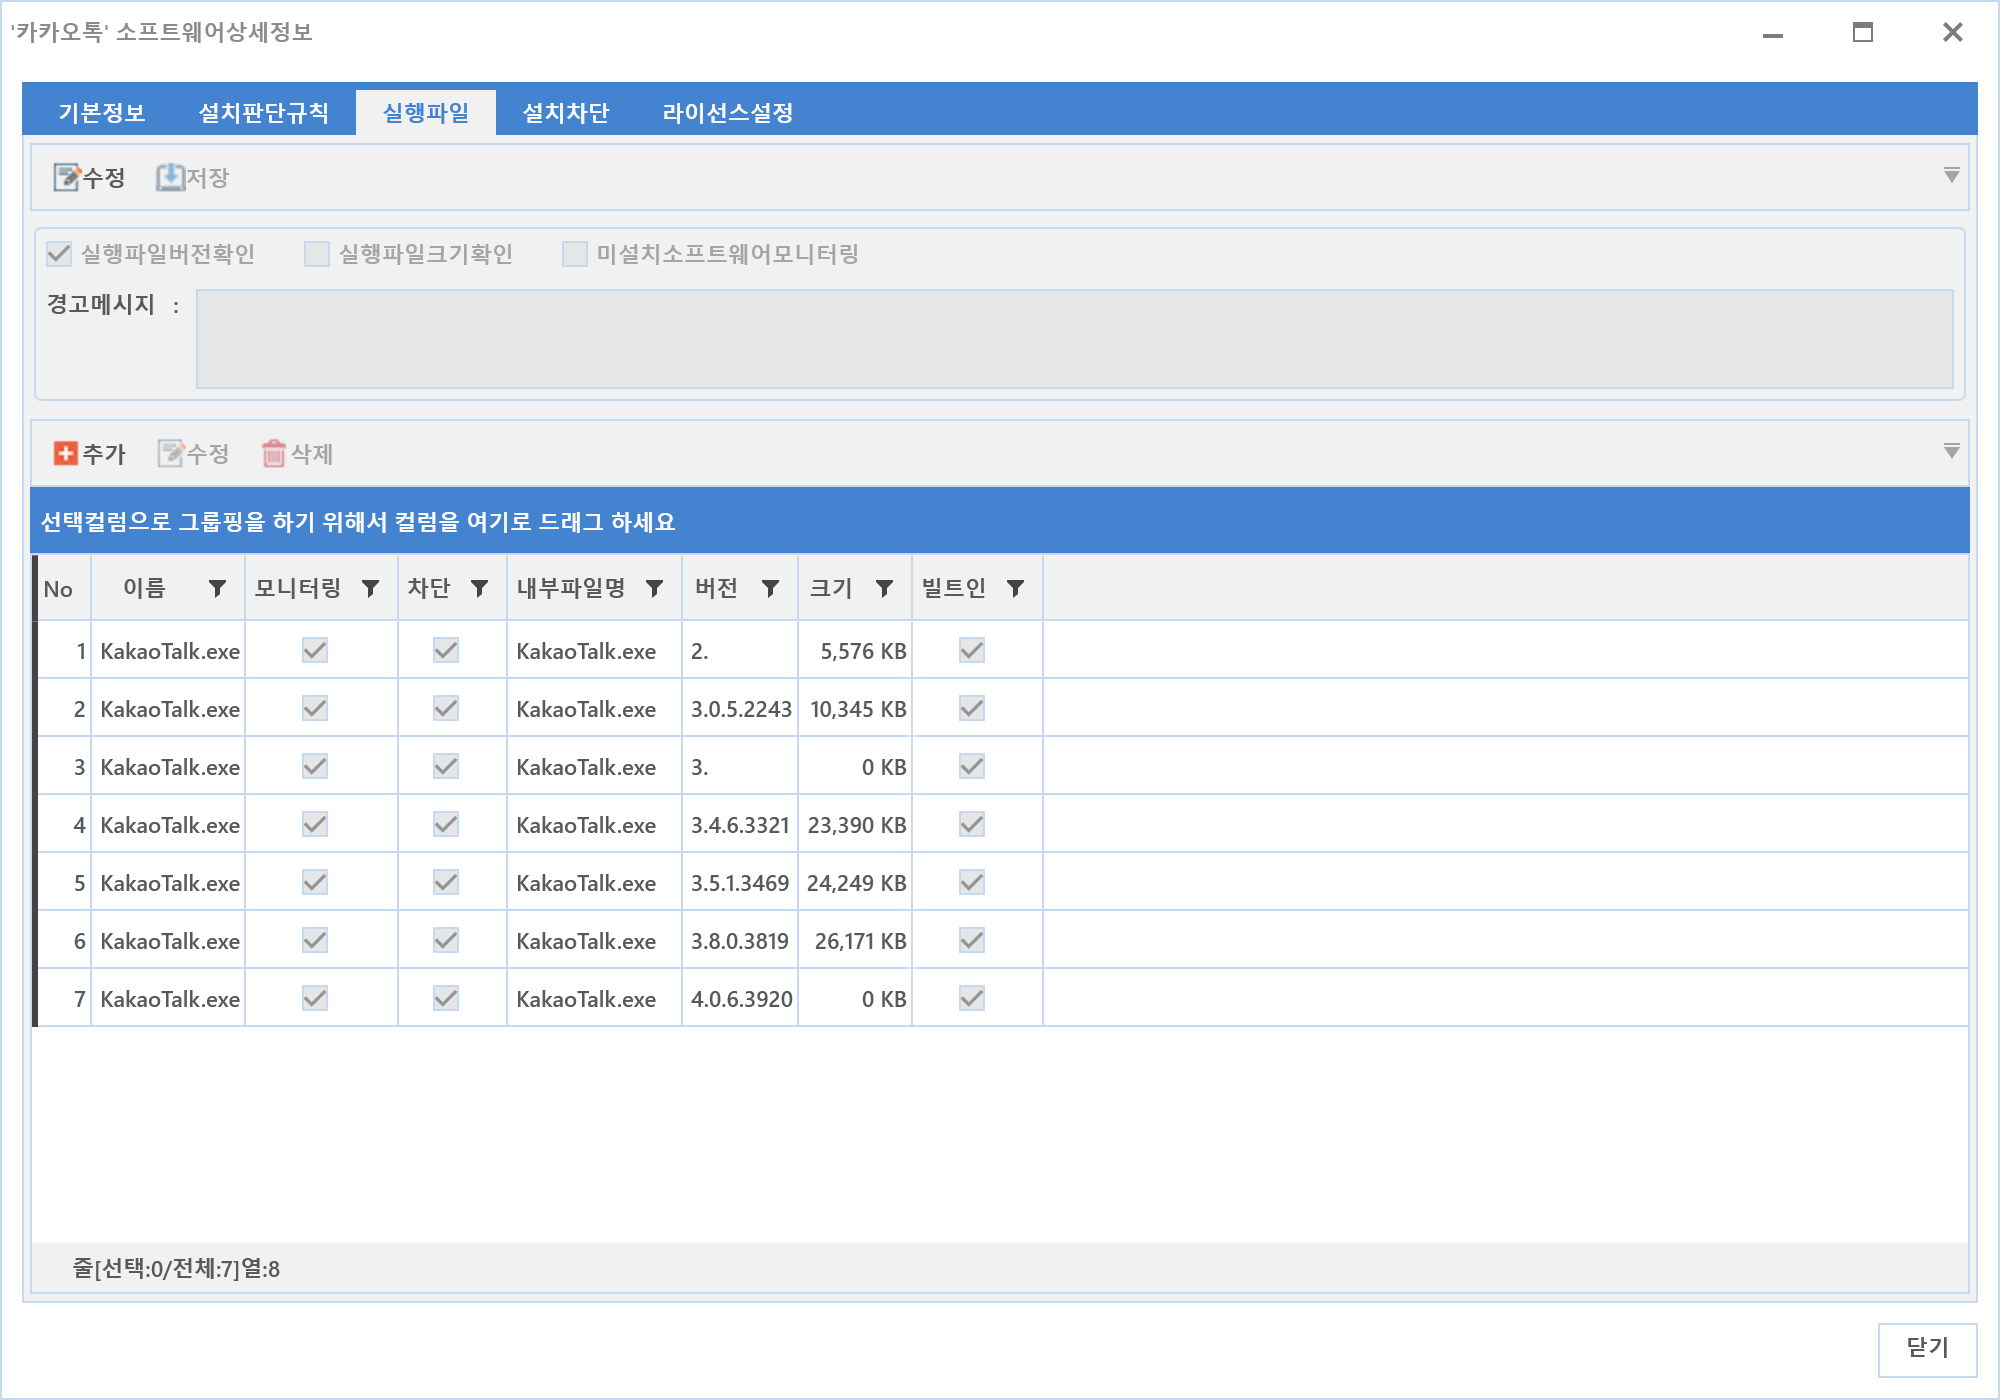 '카카오톡' 소프트웨어상세정보
기본정보 설치판단규칙 실행파일 설치차단 라이선스설정
수정 저장
실행파일버전확인 실행파일크기확인 미설치소프트웨어모니터링
경고메시지 :
추가 수정 삭제
선택컬럼으로 그룹핑을 하기 위해서 컬럼을 여기로 드래그 하세요
No 이름 모니터링 차단 내부파일명 버전 크기 빌트인
1 KakaoTalk.exe KakaoTalk.exe 2. 5,576 KB
2 KakaoTalk.exe KakaoTalk.exe 3.0.5.2243 10,345 KB
3 KakaoTalk.exe KakaoTalk.exe 3. 0 KB
4 KakaoTalk.exe KakaoTalk.exe 3.4.6.3321 23,390 KB
5 KakaoTalk.exe KakaoTalk.exe 3.5.1.3469 24,249 KB
6 KakaoTalk.exe KakaoTalk.exe 3.8.0.3819 26,171 KB
7 KakaoTalk.exe KakaoTalk.exe 4.0.6.3920 0 KB
줄[선택:0/전체:7]열:8
닫기